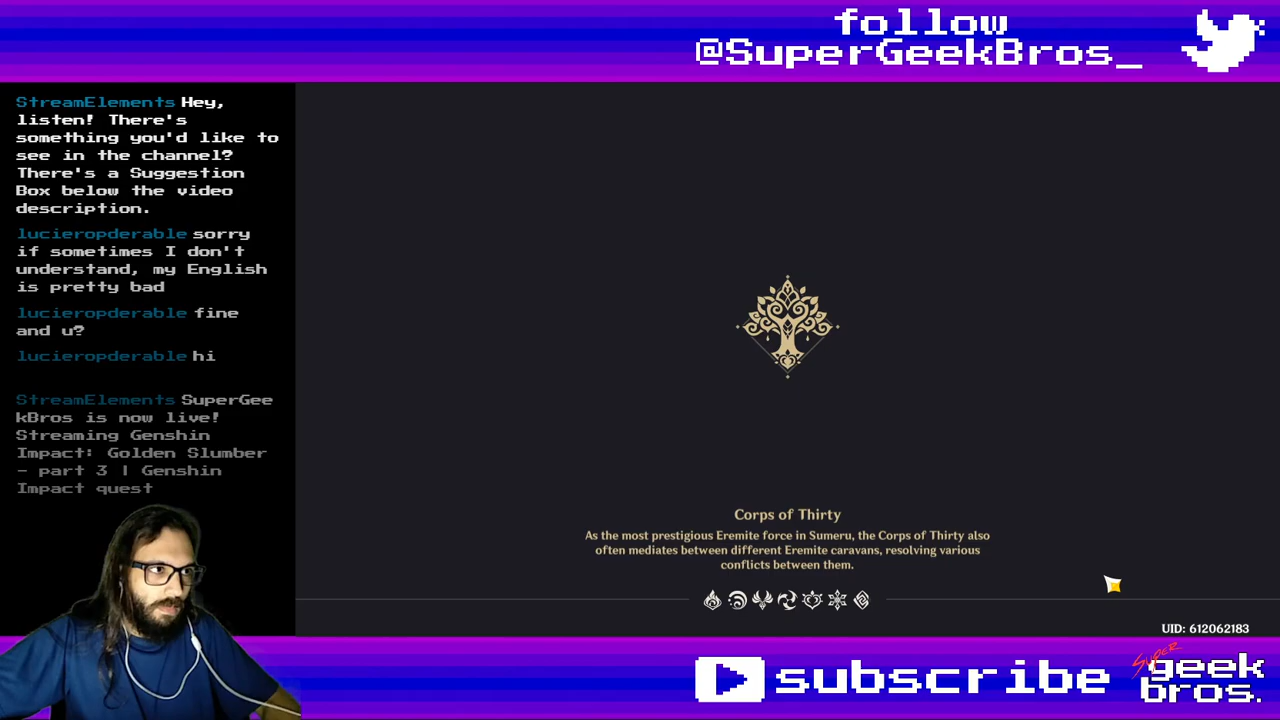 follow
@SuperGeekBros_
StreamElements Hey,
listen! There's
something you'd like to
see in the channel?
There's a Suggestion
Box below the video
description.
lucieropderable sorry
if sometimes I don't
understand, my English
is pretty bad
lucieropderable fine
and u?
lucieropderable hi
StreamElements SuperGee
kBros is now live!
Streaming Genshin
Impact: Golden Slumber
- part 3 | Genshin
Impact quest
Corps of Thirty
As the most prestigious Eremite force in Sumeru, the Corps of Thirty also
often mediates between different Eremite caravans, resolving various
conflicts between them.
UID: 612062183
subscribe
SUPER
geek
bros.